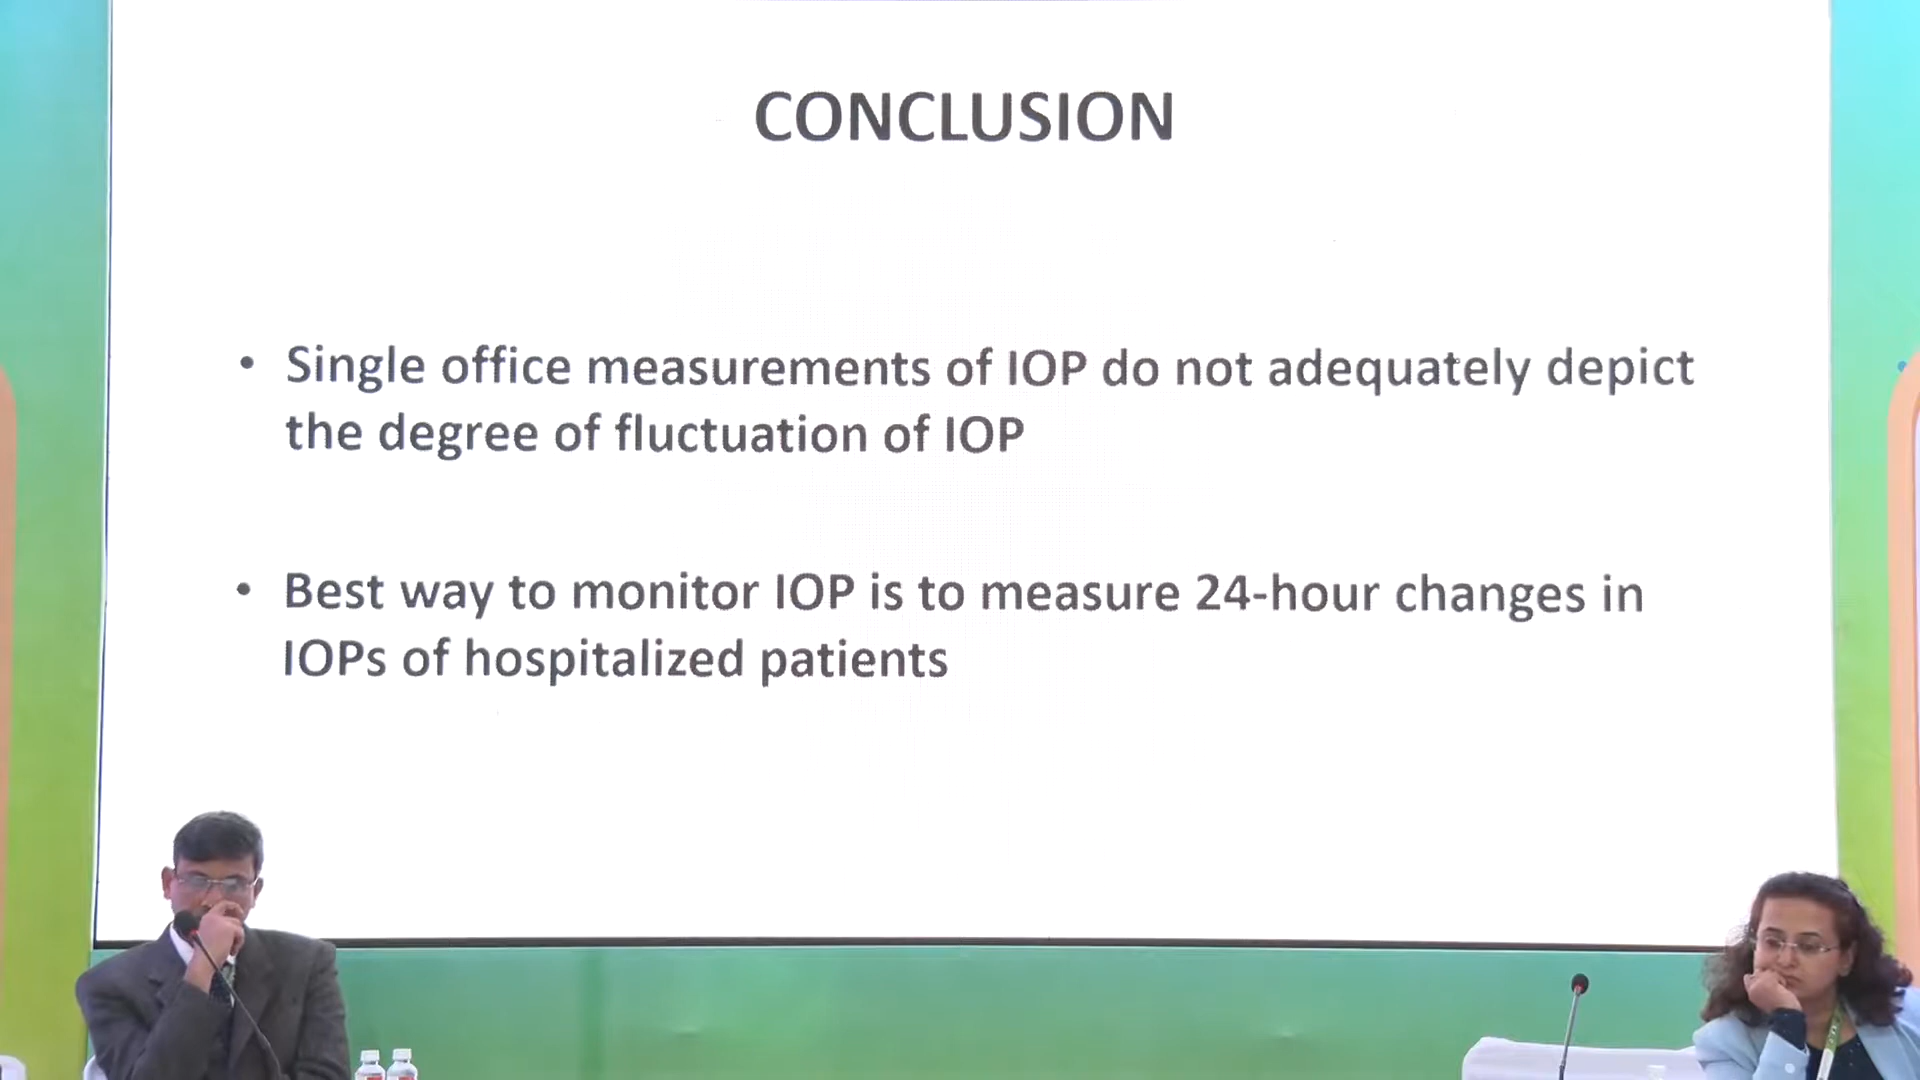 CONCLUSION
• Single office measurements of IOP do not adequately depict
the degree of fluctuation of IOP
• Best way to monitor IOP is to measure 24-hour changes in
IOPs of hospitalized patients